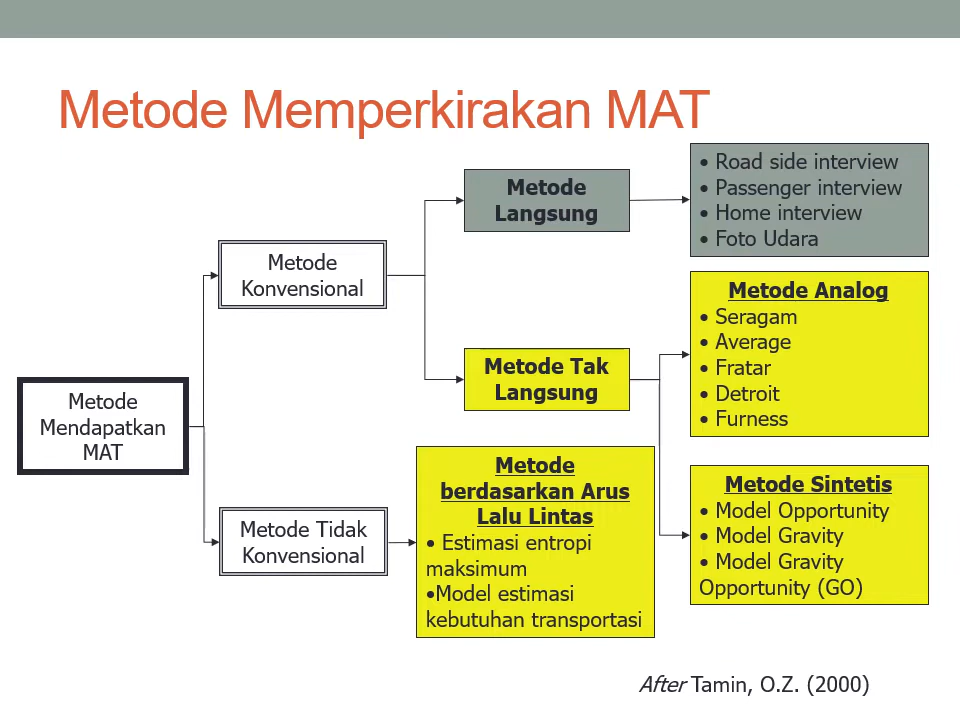 Metode Memperkirakan MAT
Metode
Mendapatkan
MAT
Metode
Konvensional
Metode Tidak
Konvensional
Metode
Langsung
Metode Tak
Langsung
Metode
berdasarkan Arus
Lalu Lintas
• Estimasi entropi
maksimum
•Model estimasi
kebutuhan transportasi
• Road side interview
• Passenger interview
• Home interview
• Foto Udara
Metode Analog
• Seragam
• Average
• Fratar
• Detroit
• Furness
Metode Sintetis
• Model Opportunity
• Model Gravity
• Model Gravity
Opportunity (GO)
After Tamin, O.Z. (2000)